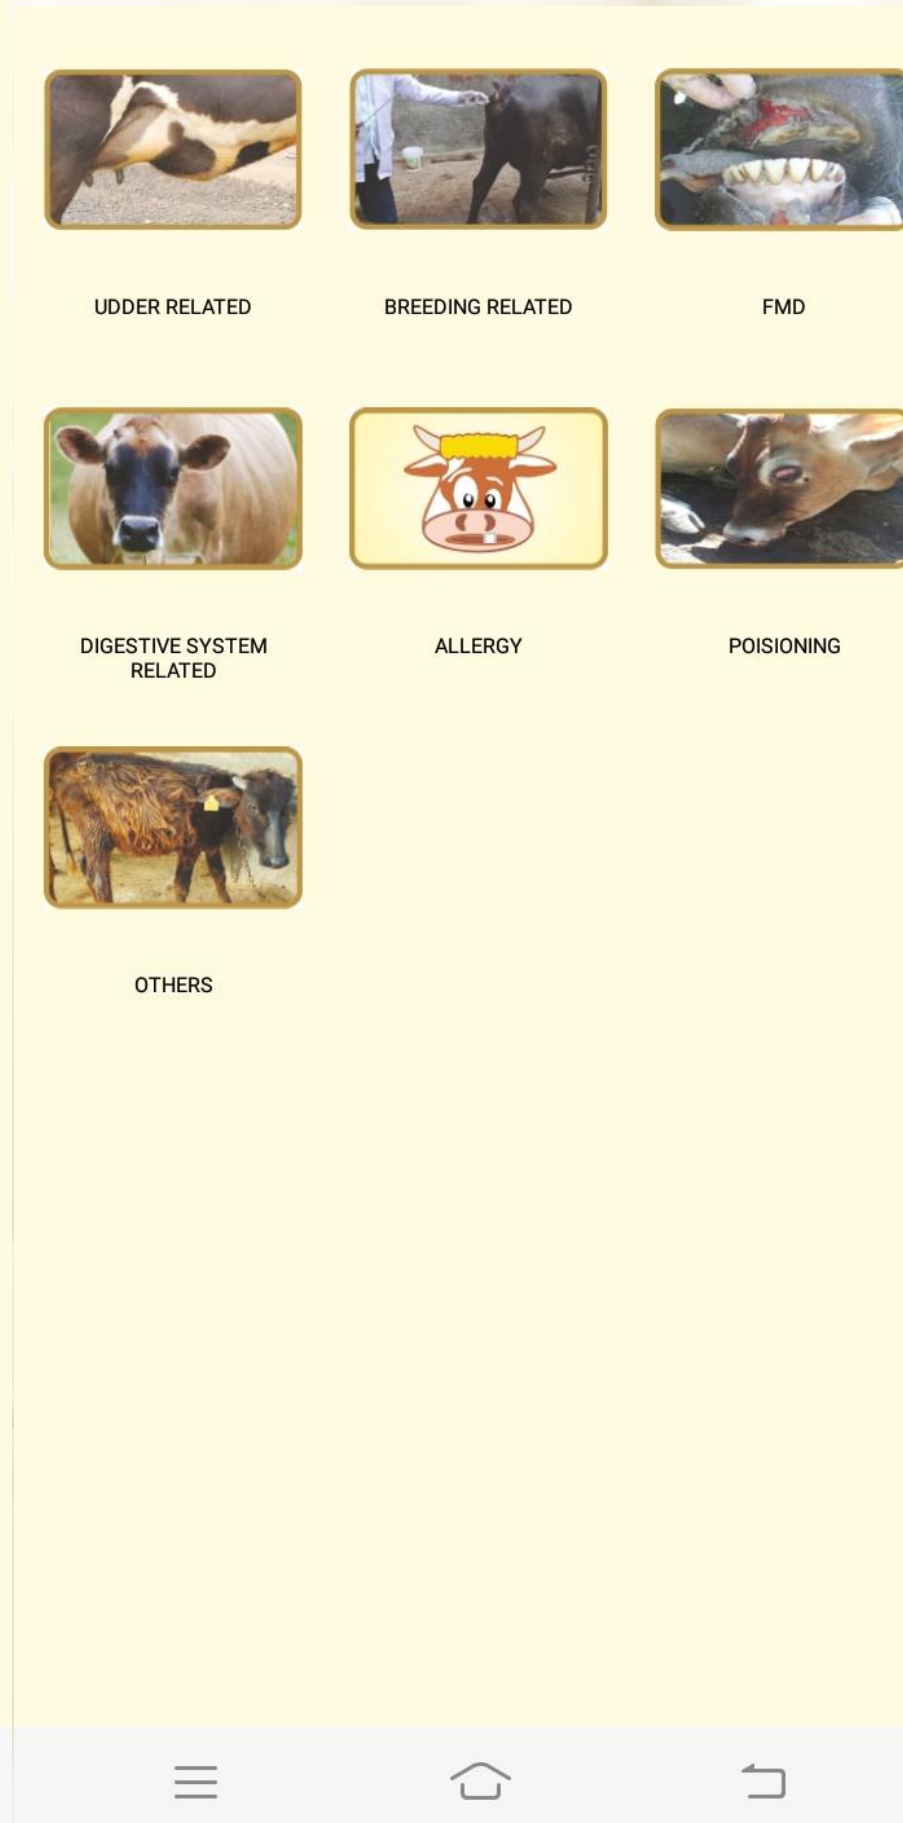 UDDER RELATED
BREEDING RELATED
FMD
DIGESTIVE SYSTEM
RELATED
ALLERGY
POISIONING
OTHERS